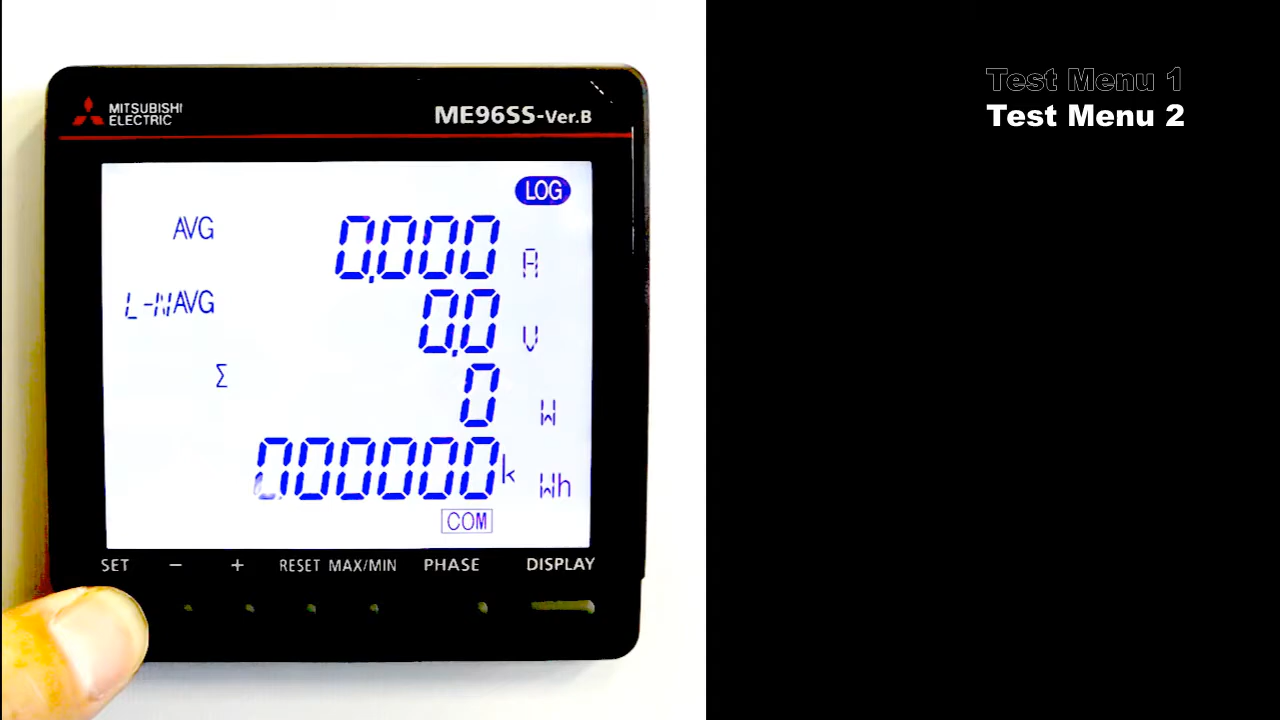 MITSUBISHI
ELECTRIC
ME96SS-Ver.B
LOG
AVG 0.000 A
L-NAVG 0.0 V
Σ 0 W
000000 k Wh
COM
SET − + RESET MAX/MIN PHASE DISPLAY
Test Menu 1
Test Menu 2